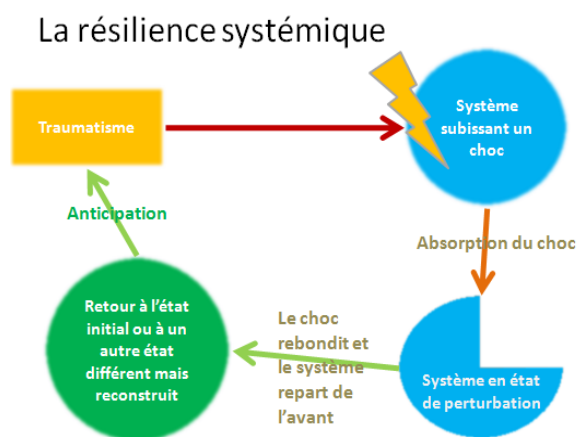 La résilience systémique
Traumatisme
Système
subissant un
choc
Anticipation
Absorption du choc
Retour à l'état
initial ou à un
autre état
différent mais
reconstruit
Le choc
rebondit et
le système
repart de
l'avant
Système en état
de perturbation